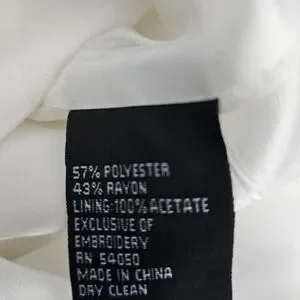 57% POLYESTER
43% RAYON
LINING:100% ACETATE
EXCLUSIVE OF
EMBROIDERY
RN 54050
MADE IN CHINA
DRY CLEAN